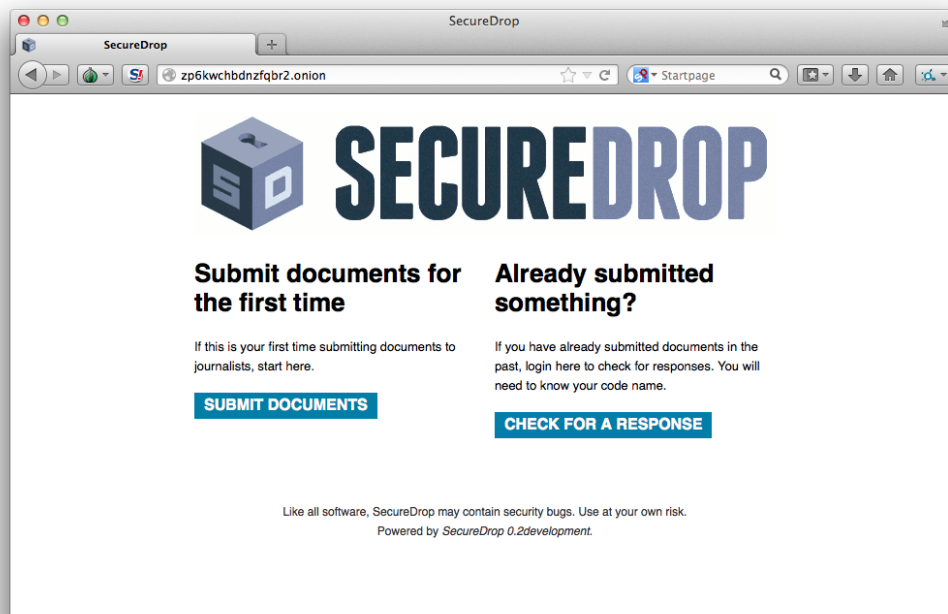 SecureDrop
SecureDrop
zp6kwchbdnzfqbr2.onion
Startpage
S!
SD
SECUREDROP
Submit documents for
the first time
If this is your first time submitting documents to
journalists, start here.
SUBMIT DOCUMENTS
Already submitted
something?
If you have already submitted documents in the
past, login here to check for responses. You will
need to know your code name.
CHECK FOR A RESPONSE
Like all software, SecureDrop may contain security bugs. Use at your own risk.
Powered by SecureDrop 0.2development.